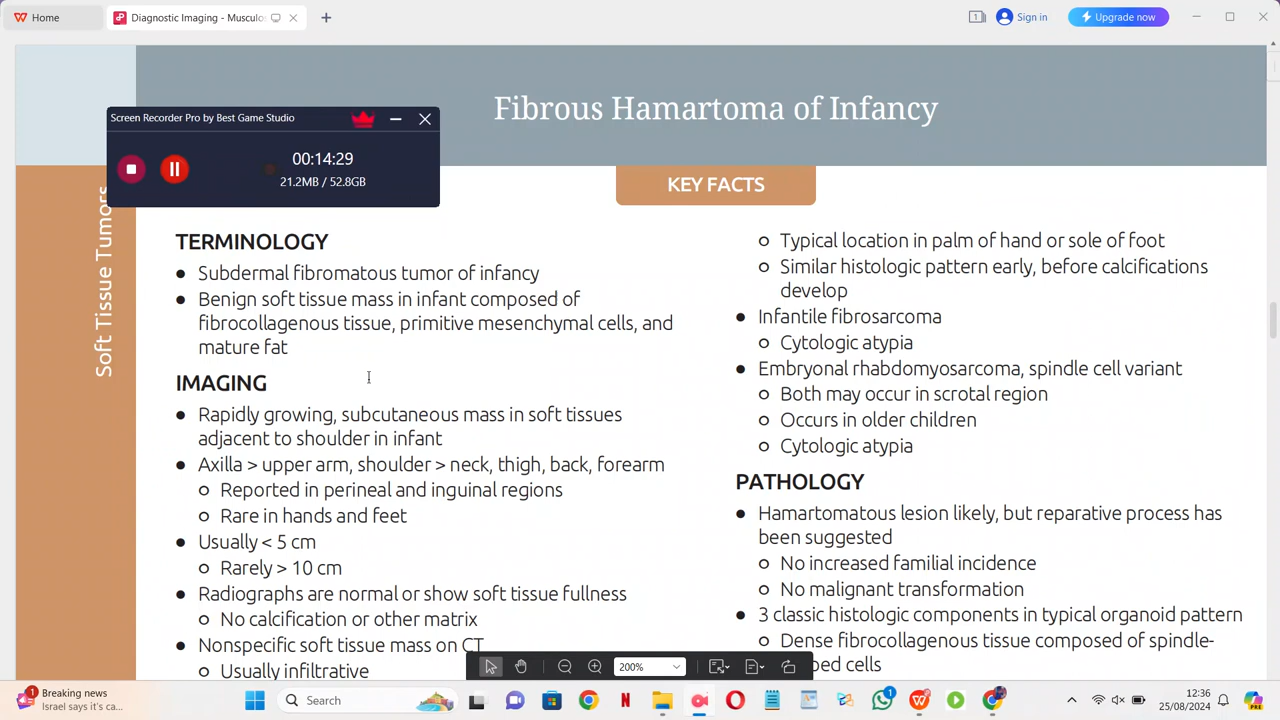 Home
Diagnostic Imaging - Musculos
Sign in
Upgrade now
Fibrous Hamartoma of Infancy
Screen Recorder Pro by Best Game Studio
00:14:29
21.2MB / 52.8GB
KEY FACTS
Soft Tissue Tumors
TERMINOLOGY
● Subdermal fibromatous tumor of infancy
● Benign soft tissue mass in infant composed of
fibrocollagenous tissue, primitive mesenchymal cells, and
mature fat
IMAGING
● Rapidly growing, subcutaneous mass in soft tissues
adjacent to shoulder in infant
● Axilla > upper arm, shoulder > neck, thigh, back, forearm
○ Reported in perineal and inguinal regions
○ Rare in hands and feet
● Usually < 5 cm
○ Rarely > 10 cm
● Radiographs are normal or show soft tissue fullness
○ No calcification or other matrix
● Nonspecific soft tissue mass on CT
○ Usually infiltrative
○ Typical location in palm of hand or sole of foot
○ Similar histologic pattern early, before calcifications
develop
● Infantile fibrosarcoma
○ Cytologic atypia
● Embryonal rhabdomyosarcoma, spindle cell variant
○ Both may occur in scrotal region
○ Occurs in older children
○ Cytologic atypia
PATHOLOGY
● Hamartomatous lesion likely, but reparative process has
been suggested
○ No increased familial incidence
○ No malignant transformation
● 3 classic histologic components in typical organoid pattern
○ Dense fibrocollagenous tissue composed of spindle-
cells
200%
1
Breaking news
Israel says it's ca...
Search
1
12:36
25/08/2024
PRE